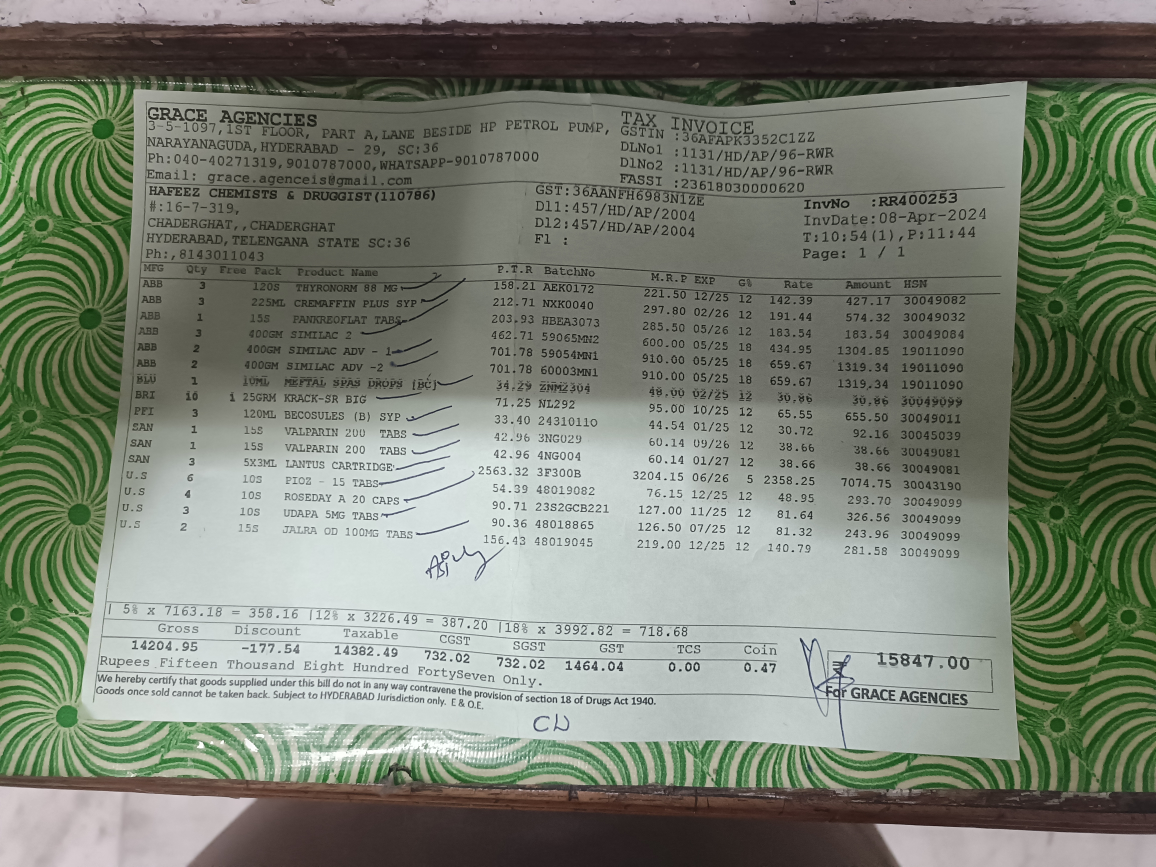 GRACE AGENCIES
3-5-1097,1ST FLOOR, PART A,LANE BESIDE HP PETROL PUMP,
NARAYANAGUDA,HYDERABAD - 29, SC:36
Ph:040-40271319,9010787000,WHATSAPP-9010787000
Email: grace.agenceis@gmail.com
TAX INVOICE
GSTIN :36AFAPK3352C1ZZ
DLNo1 :1131/HD/AP/96-RWR
DlNo2 :1131/HD/AP/96-RWR
FASSI :23618030000620
HAFEEZ CHEMISTS & DRUGGIST(110786)
#:16-7-319,
CHADERGHAT,,CHADERGHAT
HYDERABAD,TELENGANA STATE SC:36
Ph:,8143011043
GST:36AANFH6983N1ZE
D11:457/HD/AP/2004
D12:457/HD/AP/2004
Fl :
InvNo :RR400253
InvDate:08-Apr-2024
T:10:54(1),P:11:44
Page: 1 / 1
MFG Qty Free Pack Product Name P.T.R BatchNo M.R.P EXP G% Rate Amount HSN
ABB 3 120S THYRONORM 88 MG 158.21 AEK0172 221.50 12/25 12 142.39 427.17 30049082
ABB 3 225ML CREMAFFIN PLUS SYP 212.71 NXK0040 297.80 02/26 12 191.44 574.32 30049032
ABB 1 15S PANKREOFLAT TABS 203.93 HBEA3073 285.50 05/26 12 183.54 183.54 30049084
ABB 3 400GM SIMILAC 2 462.71 59065MN2 600.00 05/25 18 434.95 1304.85 19011090
ABB 2 400GM SIMILAC ADV - 1 701.78 59054MN1 910.00 05/25 18 659.67 1319.34 19011090
ABB 2 400GM SIMILAC ADV -2 701.78 60003MN1 910.00 05/25 18 659.67 1319.34 19011090
BLU 1 10ML MEFTAL SPAS DROPS [BC] 34.29 ZNM2304 48.00 02/25 12 30.86 30.86 30049099
BRI 10 1 25GRM KRACK-SR BIG 71.25 NL292 95.00 10/25 12 65.55 655.50 30049011
PFI 3 120ML BECOSULES (B) SYP 33.40 24310110 44.54 01/25 12 30.72 92.16 30045039
SAN 1 15S VALPARIN 200 TABS 42.96 3NG029 60.14 09/26 12 38.66 38.66 30049081
SAN 1 15S VALPARIN 200 TABS 42.96 4NG004 60.14 01/27 12 38.66 38.66 30049081
SAN 3 5X3ML LANTUS CARTRIDGE 2563.32 3F300B 3204.15 06/26 5 2358.25 7074.75 30043190
U.S 6 10S PIOZ - 15 TABS 54.39 48019082 76.15 12/25 12 48.95 293.70 30049099
U.S 4 10S ROSEDAY A 20 CAPS 90.71 23S2GCB221 127.00 11/25 12 81.64 326.56 30049099
U.S 3 10S UDAPA 5MG TABS 90.36 48018865 126.50 07/25 12 81.32 243.96 30049099
U.S 2 15S JALRA OD 100MG TABS 156.43 48019045 219.00 12/25 12 140.79 281.58 30049099
| 5% x 7163.18 = 358.16 |12% x 3226.49 = 387.20 |18% x 3992.82 = 718.68
Gross Discount Taxable CGST SGST GST TCS Coin
14204.95 -177.54 14382.49 732.02 732.02 1464.04 0.00 0.47
₹ 15847.00
Rupees Fifteen Thousand Eight Hundred FortySeven Only.
We hereby certify that goods supplied under this bill do not in any way contravene the provision of section 18 of Drugs Act 1940.
Goods once sold cannot be taken back. Subject to HYDERABAD Jurisdiction only. E & O.E.
For GRACE AGENCIES